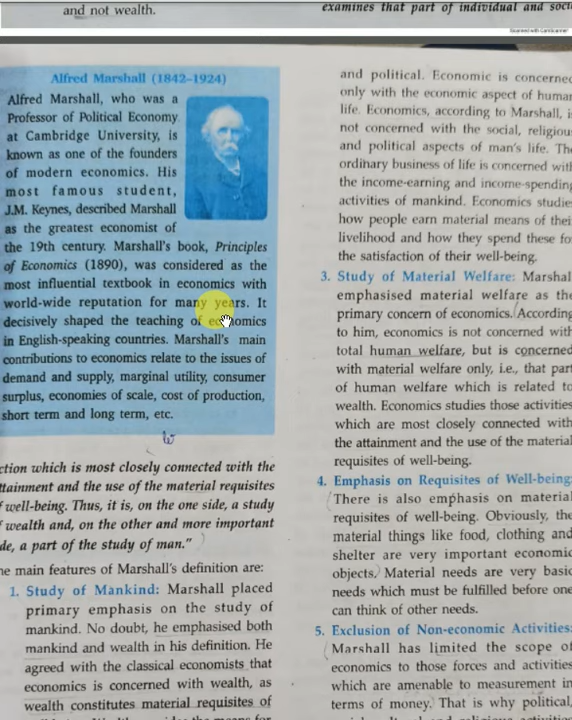 and not wealth.
examines that part of individual and soci
Scanned with CamScanner
Alfred Marshall (1842–1924)
Alfred Marshall, who was a
Professor of Political Economy
at Cambridge University, is
known as one of the founders
of modern economics. His
most famous student,
J.M. Keynes, described Marshall
as the greatest economist of
the 19th century. Marshall's book, Principles
of Economics (1890), was considered as the
most influential textbook in economics with
world-wide reputation for many years. It
decisively shaped the teaching of economics
in English-speaking countries. Marshall's main
contributions to economics relate to the issues of
demand and supply, marginal utility, consumer
surplus, economies of scale, cost of production,
short term and long term, etc.
ction which is most closely connected with the
ttainment and the use of the material requisites
f well-being. Thus, it is, on the one side, a study
f wealth and, on the other and more important
de, a part of the study of man."
he main features of Marshall's definition are:
1. Study of Mankind: Marshall placed
primary emphasis on the study of
mankind. No doubt, he emphasised both
mankind and wealth in his definition. He
agreed with the classical economists that
economics is concerned with wealth, as
wealth constitutes material requisites of
and political. Economic is concerned
only with the economic aspect of human
life. Economics, according to Marshall, i
not concerned with the social, religious
and political aspects of man's life. The
ordinary business of life is concerned with
the income-earning and income-spending
activities of mankind. Economics studies
how people earn material means of their
livelihood and how they spend these fo
the satisfaction of their well-being.
3. Study of Material Welfare: Marshal
emphasised material welfare as the
primary concern of economics. According
to him, economics is not concerned with
total human welfare, but is concerned
with material welfare only, i.e., that part
of human welfare which is related to
wealth. Economics studies those activities
which are most closely connected with
the attainment and the use of the material
requisites of well-being.
4. Emphasis on Requisites of Well-being:
There is also emphasis on material
requisites of well-being. Obviously, the
material things like food, clothing and
shelter are very important economic
objects. Material needs are very basic
needs which must be fulfilled before one
can think of other needs.
5. Exclusion of Non-economic Activities:
Marshall has limited the scope of
economics to those forces and activities
which are amenable to measurement in
terms of money. That is why political,